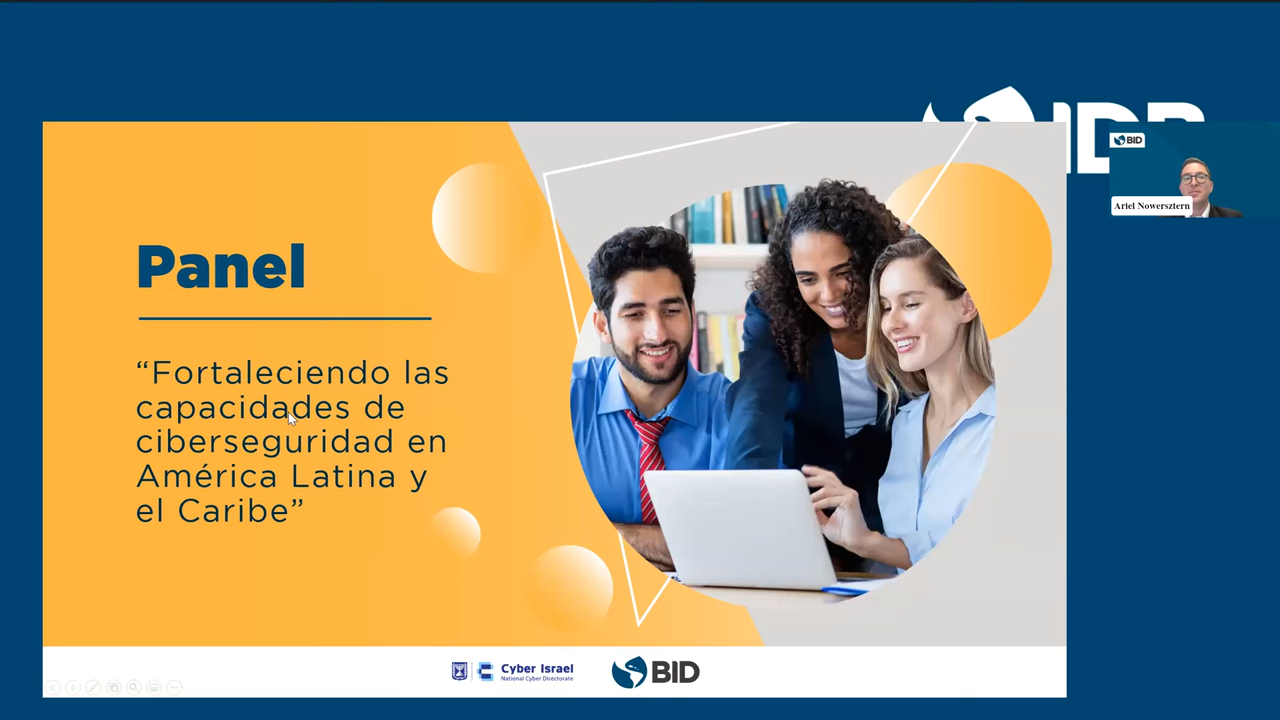 IDB
BID
Ariel Nowersztern
Panel
“Fortaleciendo las
capacidades de
ciberseguridad en
América Latina y
el Caribe”
Cyber Israel
National Cyber Directorate
BID